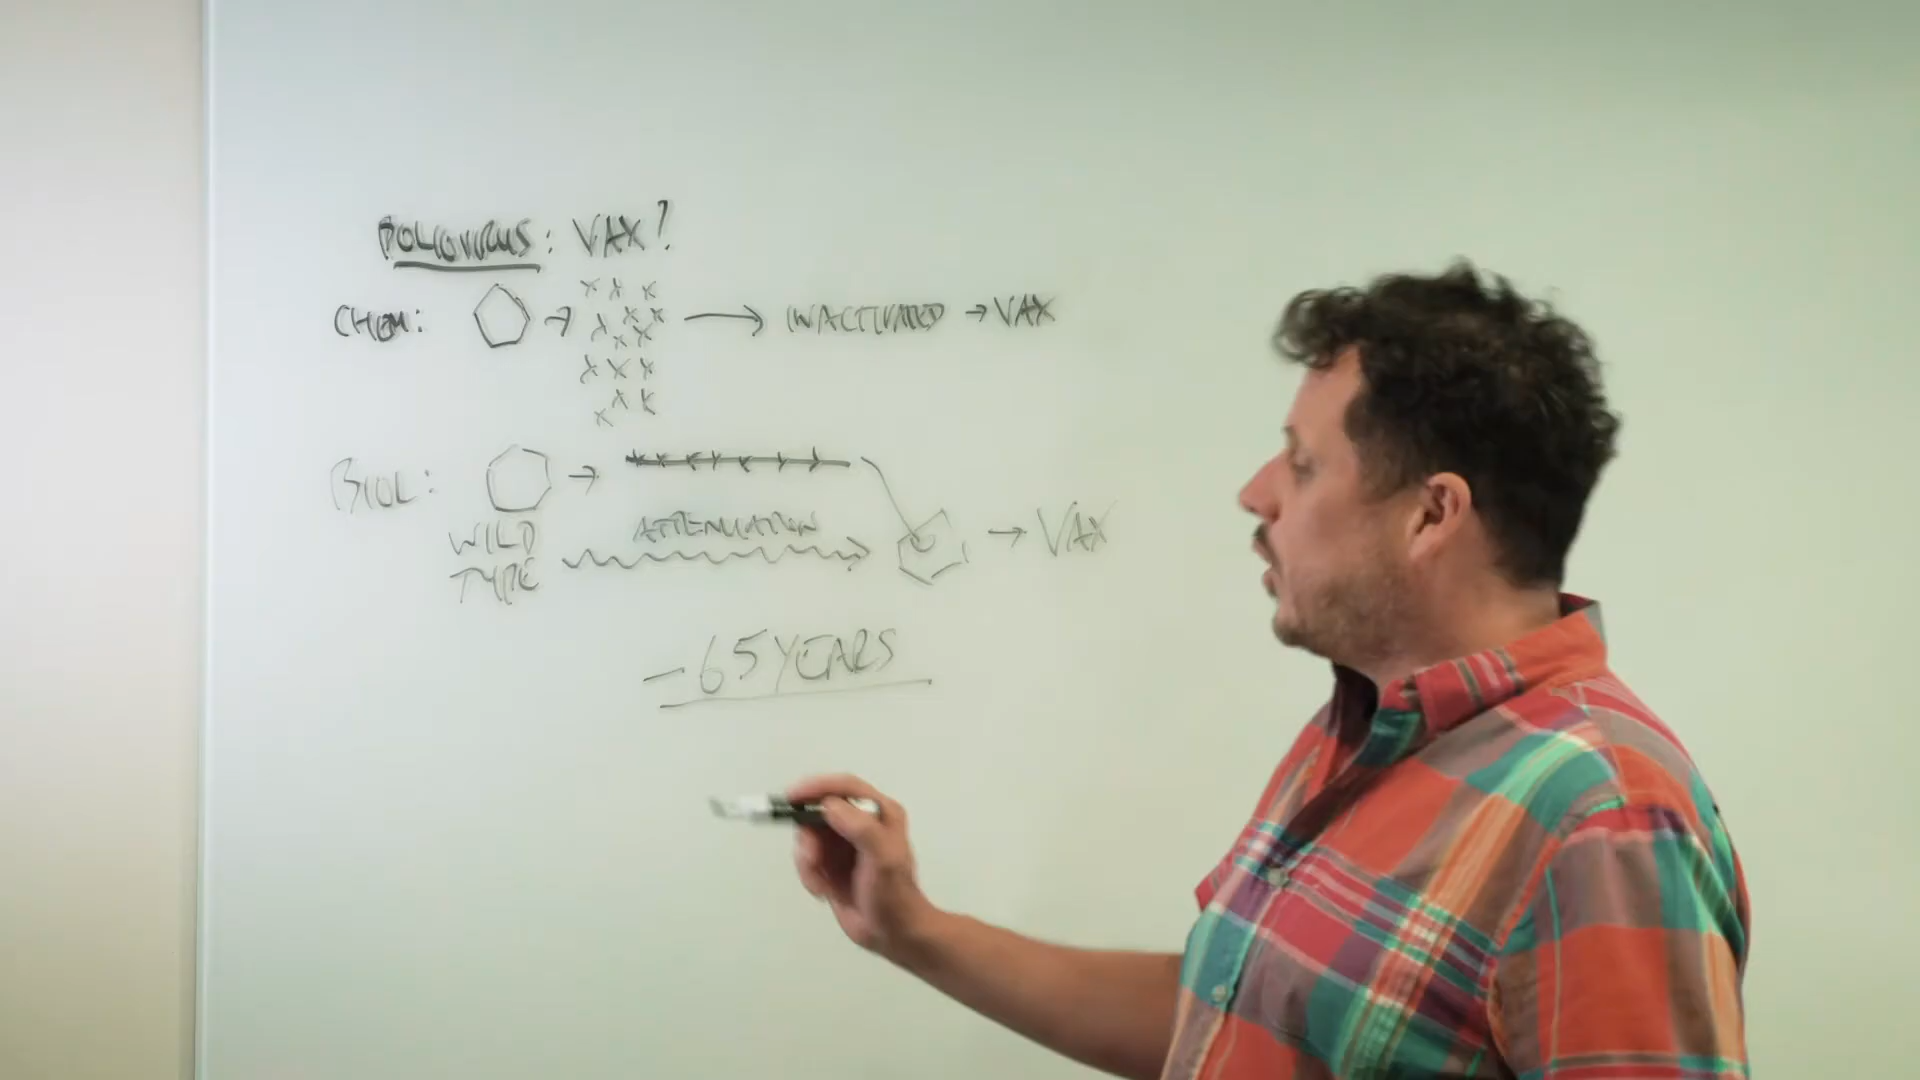 POLIOVIRUS: VAX?
CHEM: → → INACTIVATED → VAX
BIOL: →
WILD TYPE ATTENUATION → VAX
~65 YEARS